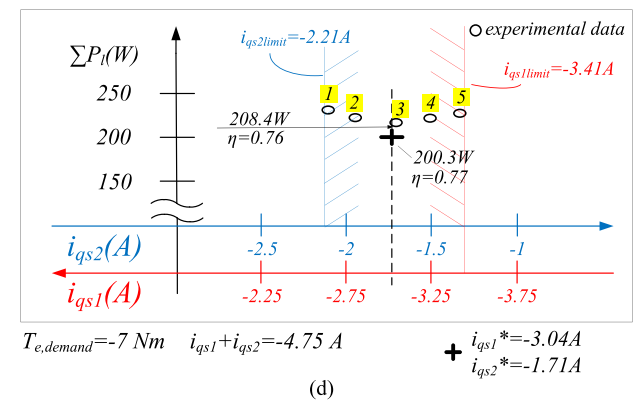 i_qs2limit=-2.21A
experimental data
∑P_l(W)
i_qs1limit=-3.41A
250
200
150
1
2
3
4
5
208.4W
η=0.76
200.3W
η=0.77
i_qs2(A)
-2.5
-2
-1.5
-1
i_qs1(A)
-2.25
-2.75
-3.25
-3.75
T_e,demand=-7 Nm i_qs1+i_qs2=-4.75 A
i_qs1*=-3.04A
i_qs2*=-1.71A
(d)